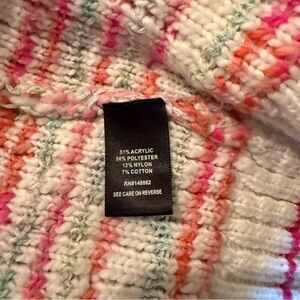 51% ACRYLIC
30% POLYESTER
12% NYLON
7% COTTON
RN#148862
SEE CARE ON REVERSE